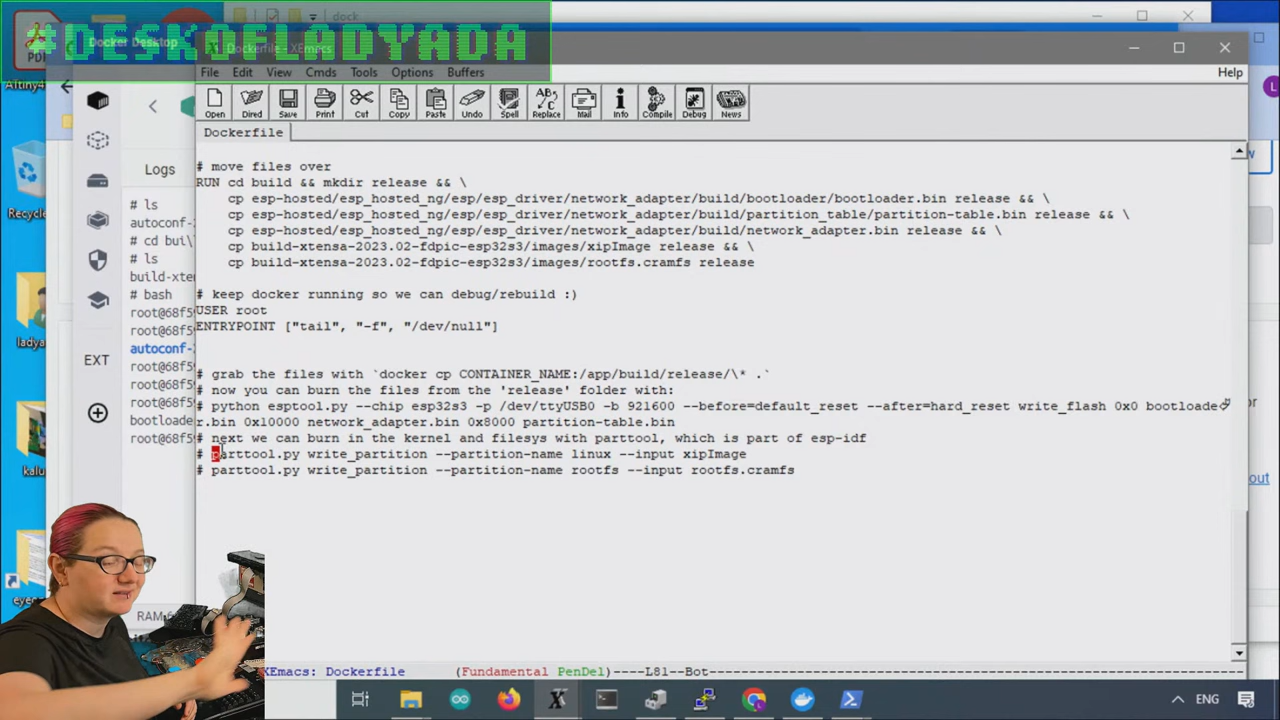 #DESKOFLADYADA
dock
Docker Desktop
Dockerfile - XEmacs
PDF
File Edit View Cmds Tools Options Buffers Help
Open Dired Save Print Cut Copy Paste Undo Spell Replace Mail Info Compile Debug News
Dockerfile
Logs
# ls
# cd buil
# ls
# bash
EXT
# move files over
RUN cd build && mkdir release && \
cp esp-hosted/esp_hosted_ng/esp/esp_driver/network_adapter/build/bootloader/bootloader.bin release && \
cp esp-hosted/esp_hosted_ng/esp/esp_driver/network_adapter/build/partition_table/partition-table.bin release && \
cp esp-hosted/esp_hosted_ng/esp/esp_driver/network_adapter/build/network_adapter.bin release && \
cp build-xtensa-2023.02-fdpic-esp32s3/images/xipImage release && \
cp build-xtensa-2023.02-fdpic-esp32s3/images/rootfs.cramfs release
# keep docker running so we can debug/rebuild :)
USER root
ENTRYPOINT ["tail", "-f", "/dev/null"]
# grab the files with `docker cp CONTAINER_NAME:/app/build/release/\* .`
# now you can burn the files from the 'release' folder with:
# python esptool.py --chip esp32s3 -p /dev/ttyUSB0 -b 921600 --before=default_reset --after=hard_reset write_flash 0x0 bootloade
r.bin 0x10000 network_adapter.bin 0x8000 partition-table.bin
# next we can burn in the kernel and filesys with parttool, which is part of esp-idf
# parttool.py write_partition --partition-name linux --input xipImage
# parttool.py write_partition --partition-name rootfs --input rootfs.cramfs
XEmacs: Dockerfile (Fundamental PenDel)----L81--Bot
ENG